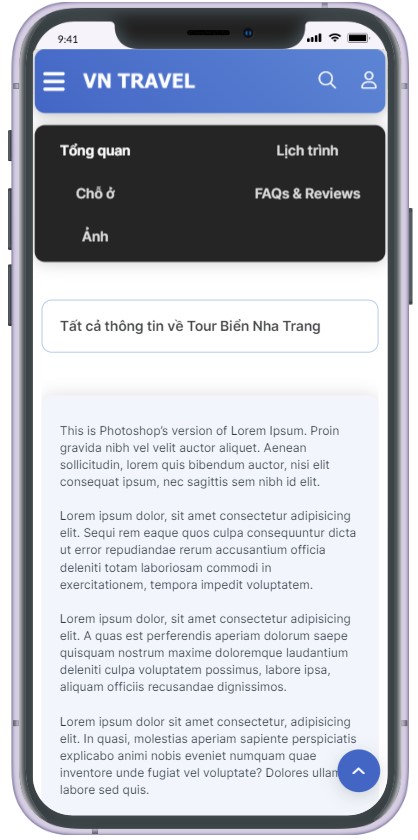 9:41
VN TRAVEL
Tổng quan Lịch trình
Chỗ ở FAQs & Reviews
Ảnh
Tất cả thông tin về Tour Biển Nha Trang
This is Photoshop's version of Lorem Ipsum. Proin
gravida nibh vel velit auctor aliquet. Aenean
sollicitudin, lorem quis bibendum auctor, nisi elit
consequat ipsum, nec sagittis sem nibh id elit.
Lorem ipsum dolor, sit amet consectetur adipisicing
elit. Sequi rem eaque quos culpa consequuntur dicta
ut error repudiandae rerum accusantium officia
deleniti totam laboriosam commodi in
exercitationem, tempora impedit voluptatem.
Lorem ipsum dolor, sit amet consectetur adipisicing
elit. A quas est perferendis aperiam dolorum saepe
quisquam nostrum maxime doloremque laudantium
deleniti culpa voluptatem possimus, labore ipsa,
aliquam officiis recusandae dignissimos.
Lorem ipsum dolor, sit amet consectetur, adipisicing
elit. In quasi, molestias aperiam sapiente perspiciatis
explicabo animi nobis eveniet numquam quae
inventore unde fugiat vel voluptate? Dolores ullam
labore sed quis.